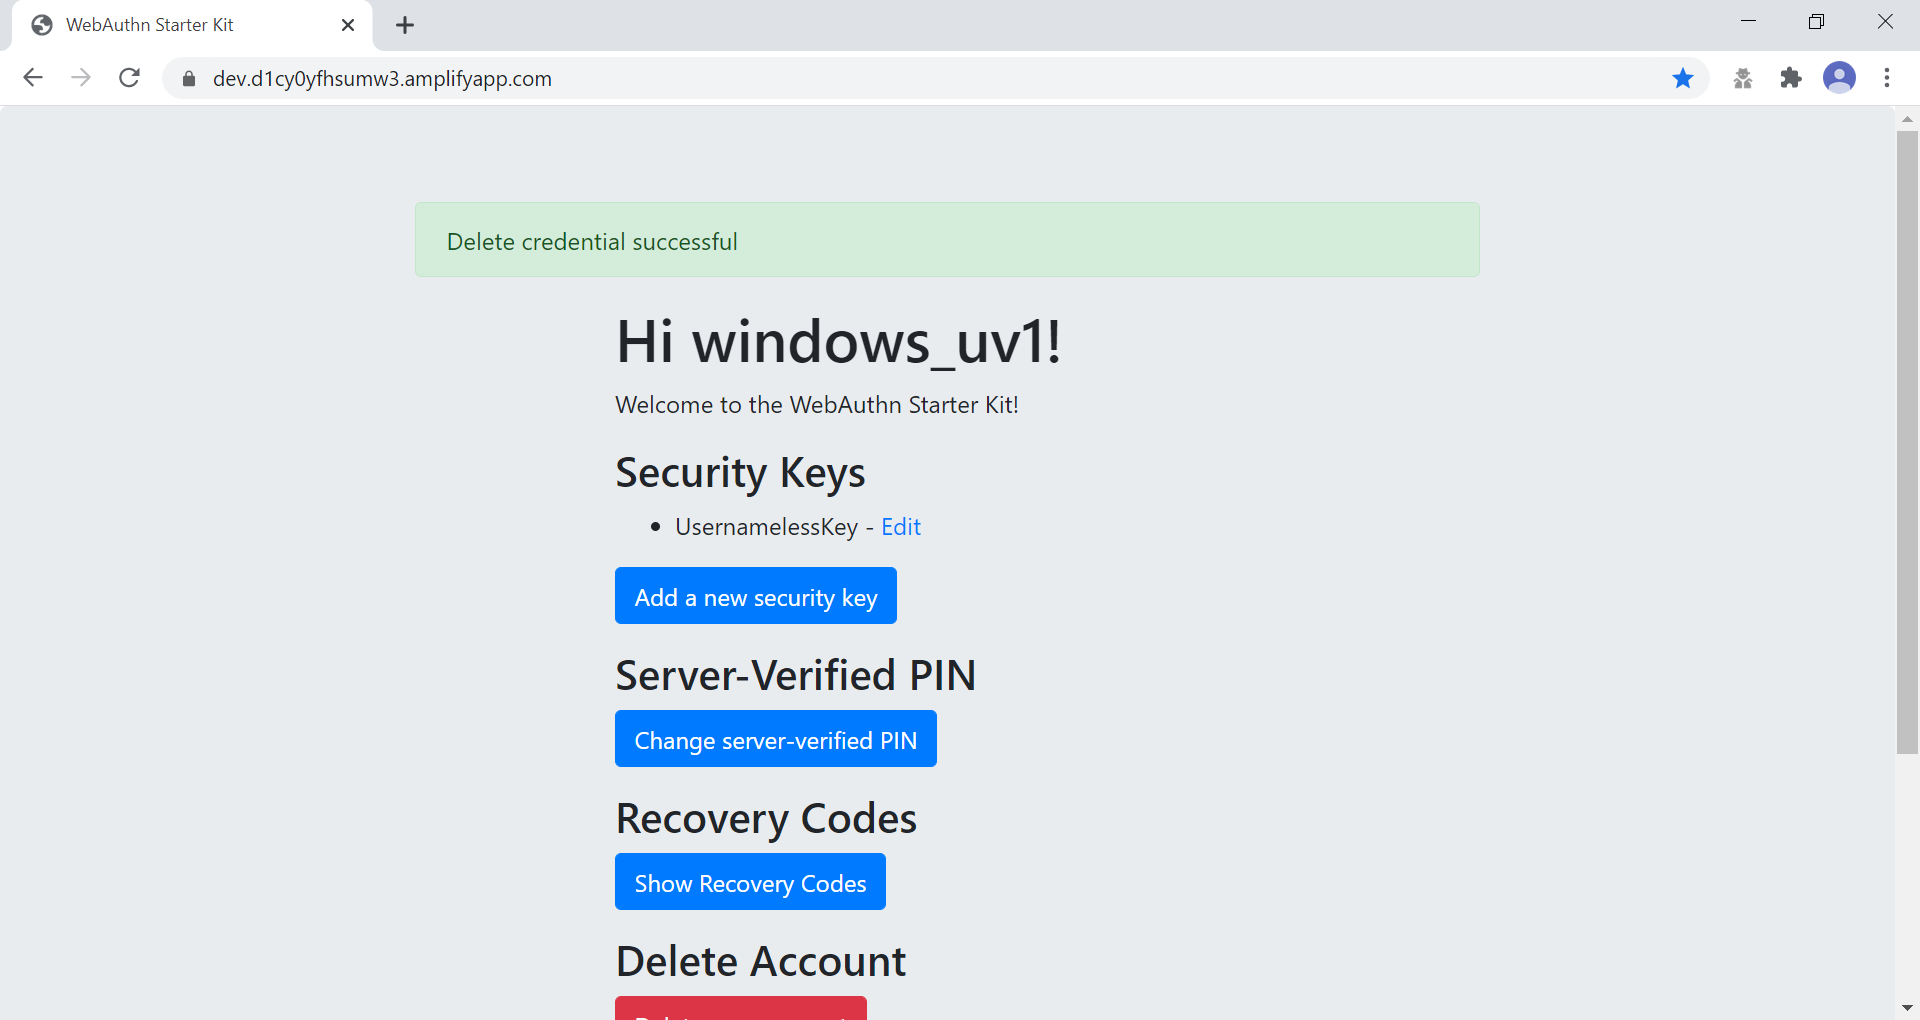 WebAuthn Starter Kit
dev.d1cy0yfhsumw3.amplifyapp.com
Delete credential successful
Hi windows_uv1!
Welcome to the WebAuthn Starter Kit!
Security Keys
• UsernamelessKey - Edit
Add a new security key
Server-Verified PIN
Change server-verified PIN
Recovery Codes
Show Recovery Codes
Delete Account